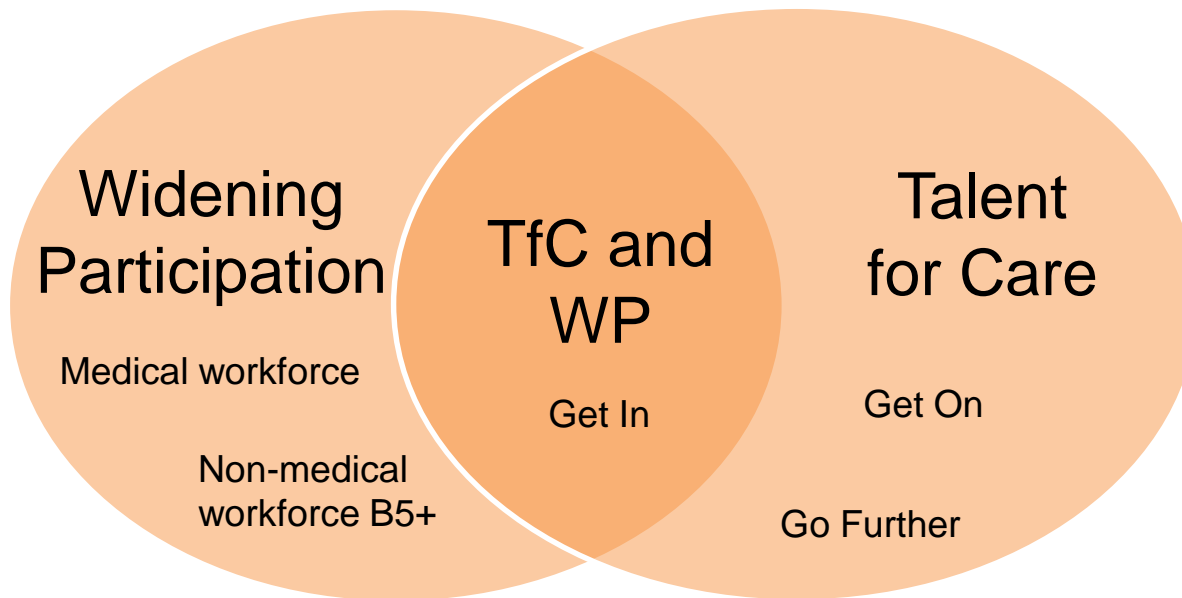 Widening
Participation
Medical workforce
Non-medical
workforce B5+
TfC and
WP
Get In
Talent
for Care
Get On
Go Further